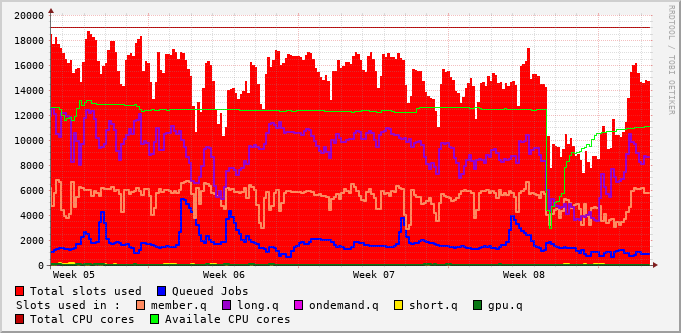 RRDTOOL / TOBI OETIKER
20000
18000
16000
14000
12000
10000
8000
6000
4000
2000
0
Week 05 Week 06 Week 07 Week 08
Total slots used Queued Jobs
Slots used in : member.q long.q ondemand.q short.q gpu.q
Total CPU cores Availale CPU cores